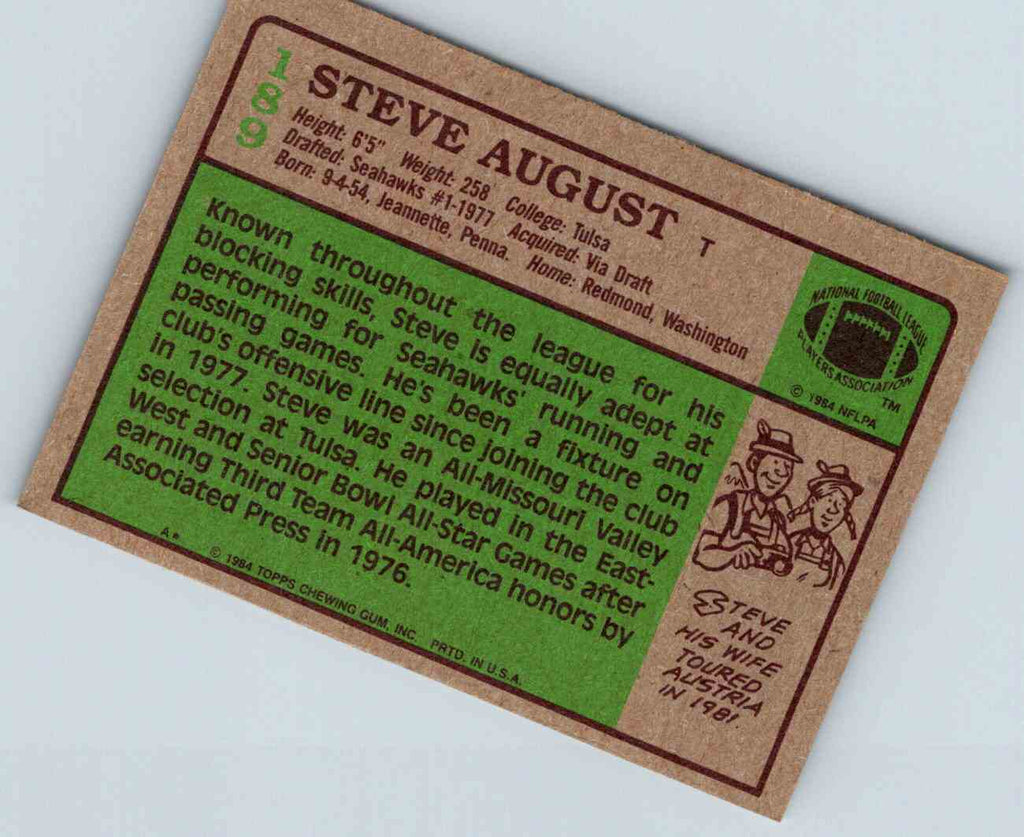 189
STEVE AUGUST T
Height: 6'5" Weight: 258 College: Tulsa
Drafted: Seahawks #1-1977 Acquired: Via Draft
Born: 9-4-54, Jeannette, Penna. Home: Redmond, Washington
Known throughout the league for his
blocking skills, Steve is equally adept at
performing for Seahawks' running and
passing games. He's been a fixture on
club's offensive line since joining the club
in 1977. Steve was an All-Missouri Valley
selection at Tulsa. He played in the East-
West and Senior Bowl All-Star Games after
earning Third Team All-America honors by
Associated Press in 1976.
NATIONAL FOOTBALL LEAGUE
PLAYERS ASSOCIATION
TM
© 1984 NFLPA
STEVE
AND
HIS WIFE
TOURED
AUSTRIA
IN 1981.
A* © 1984 TOPPS CHEWING GUM, INC. PRTD. IN U.S.A.